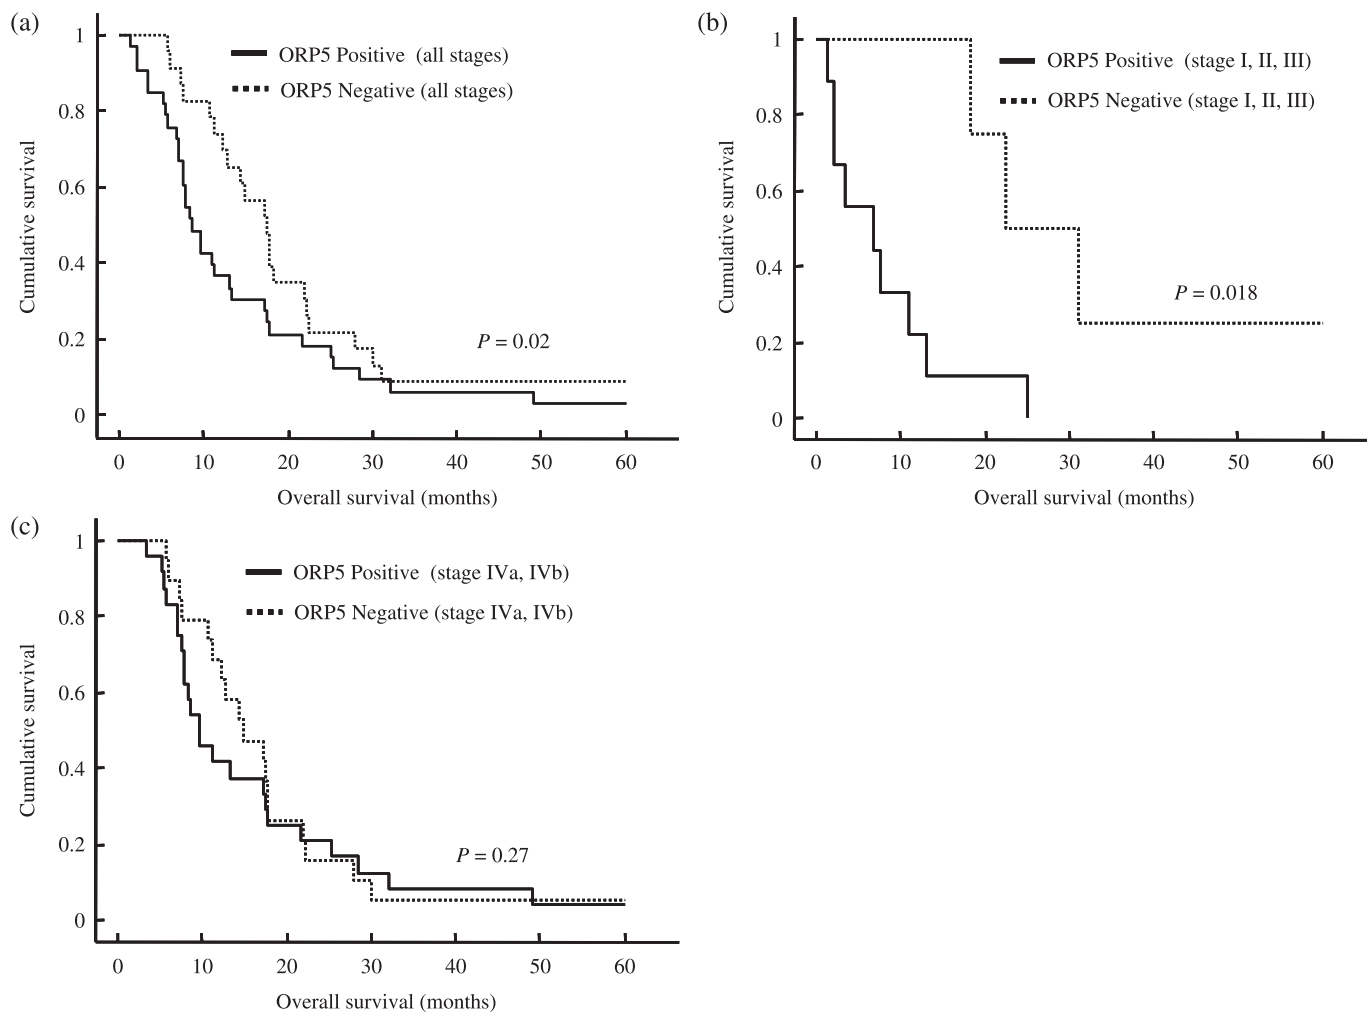 (a)
1
0.8
0.6
0.4
0.2
0
Cumulative survival
ORP5 Positive (all stages)
ORP5 Negative (all stages)
P = 0.02
0 10 20 30 40 50 60
Overall survival (months)
(b)
1
0.8
0.6
0.4
0.2
0
Cumulative survival
ORP5 Positive (stage I, II, III)
ORP5 Negative (stage I, II, III)
P = 0.018
0 10 20 30 40 50 60
Overall survival (months)
(c)
1
0.8
0.6
0.4
0.2
0
Cumulative survival
ORP5 Positive (stage IVa, IVb)
ORP5 Negative (stage IVa, IVb)
P = 0.27
0 10 20 30 40 50 60
Overall survival (months)